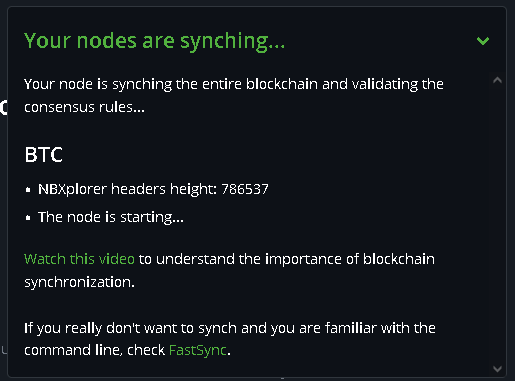 Your nodes are synching...
Your node is synching the entire blockchain and validating the
consensus rules...
BTC
• NBXplorer headers height: 786537
• The node is starting...
Watch this video to understand the importance of blockchain
synchronization.
If you really don't want to synch and you are familiar with the
command line, check FastSync.